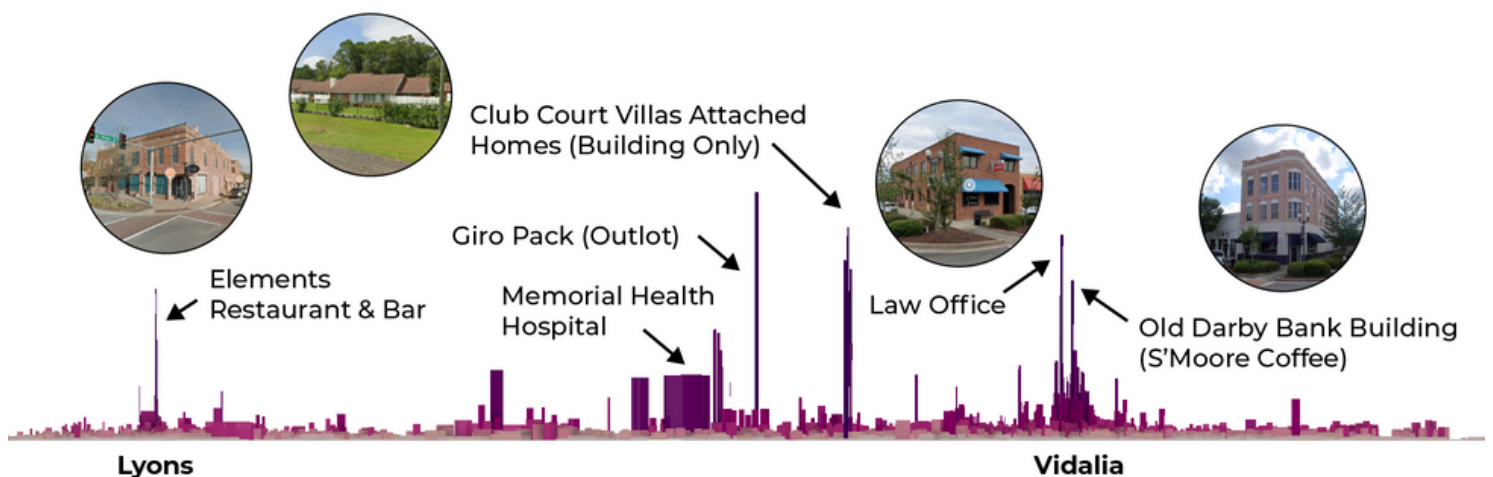 Club Court Villas Attached
Homes (Building Only)
Giro Pack (Outlot)
Elements
Restaurant & Bar
Memorial Health
Hospital
Law Office
Old Darby Bank Building
(S'Moore Coffee)
Lyons
Vidalia